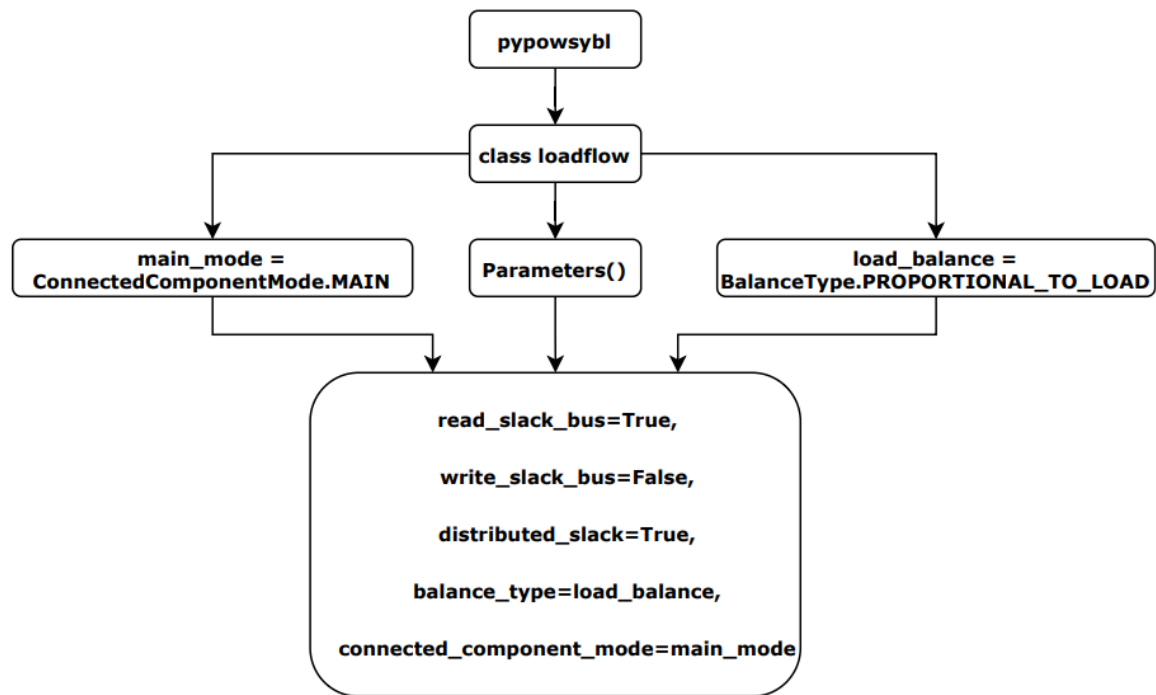 pypowsybl
class loadflow
main_mode =
ConnectedComponentMode.MAIN
Parameters()
load_balance =
BalanceType.PROPORTIONAL_TO_LOAD
read_slack_bus=True,
write_slack_bus=False,
distributed_slack=True,
balance_type=load_balance,
connected_component_mode=main_mode